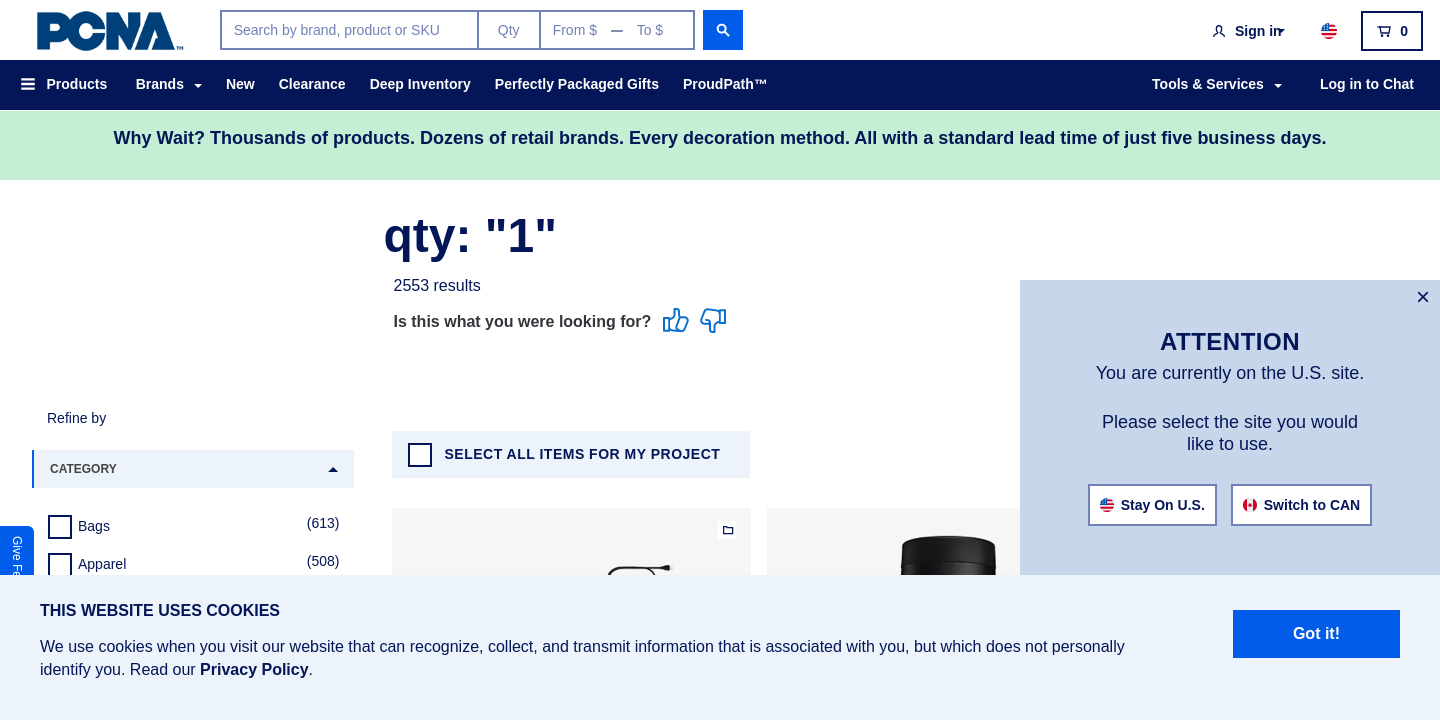 PCNA™
Search by brand, product or SKU
Qty
From $ — To $
Sign in
0
Products
Brands
New
Clearance
Deep Inventory
Perfectly Packaged Gifts
ProudPath™
Tools & Services
Log in to Chat
Why Wait? Thousands of products. Dozens of retail brands. Every decoration method. All with a standard lead time of just five business days.
qty: "1"
2553 results
Is this what you were looking for?
Refine by
CATEGORY
Bags (613)
Apparel (508)
SELECT ALL ITEMS FOR MY PROJECT
×
ATTENTION
You are currently on the U.S. site.
Please select the site you would
like to use.
Stay On U.S.
Switch to CAN
Give Fe
THIS WEBSITE USES COOKIES
We use cookies when you visit our website that can recognize, collect, and transmit information that is associated with you, but which does not personally
identify you. Read our Privacy Policy.
Got it!